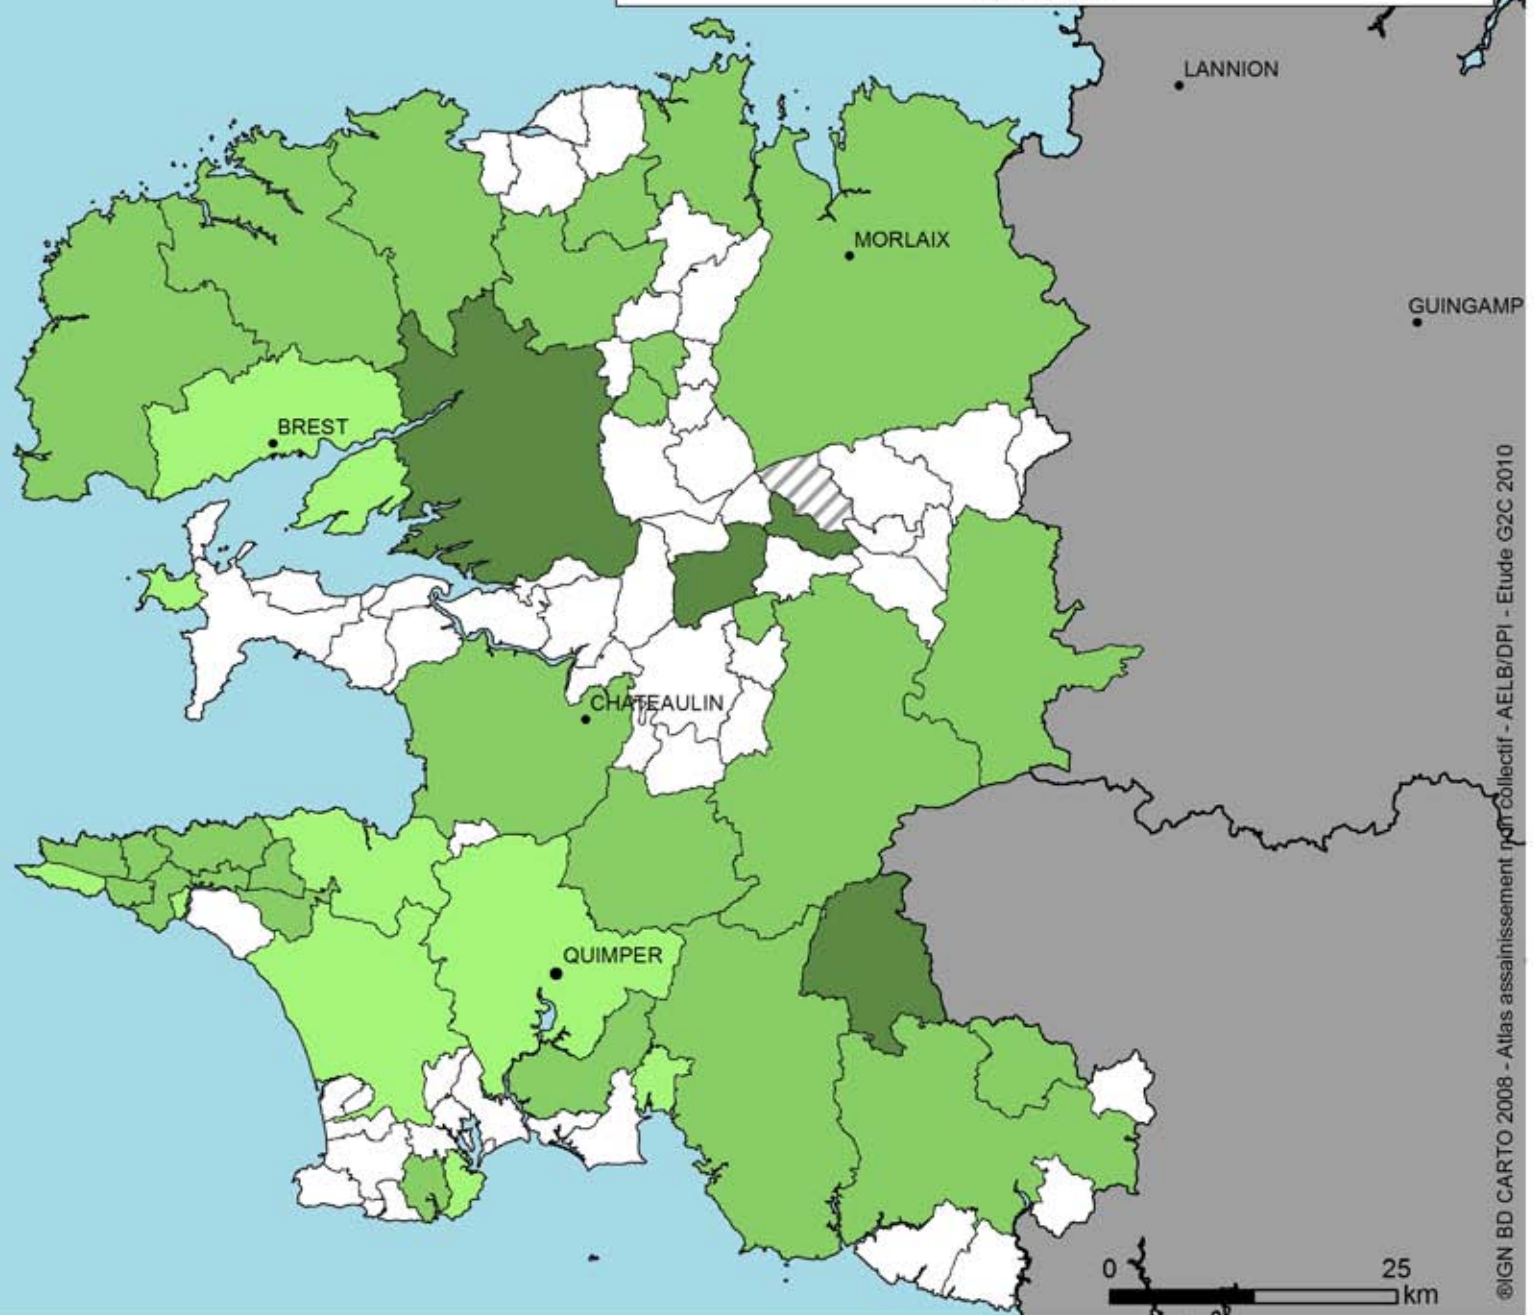 LANNION
MORLAIX
GUINGAMP
BREST
CHATEAULIN
QUIMPER
0 25
km
©IGN BD CARTO 2008 - Atlas assainissement non collectif - AELB/DPI - Etude G2C 2010